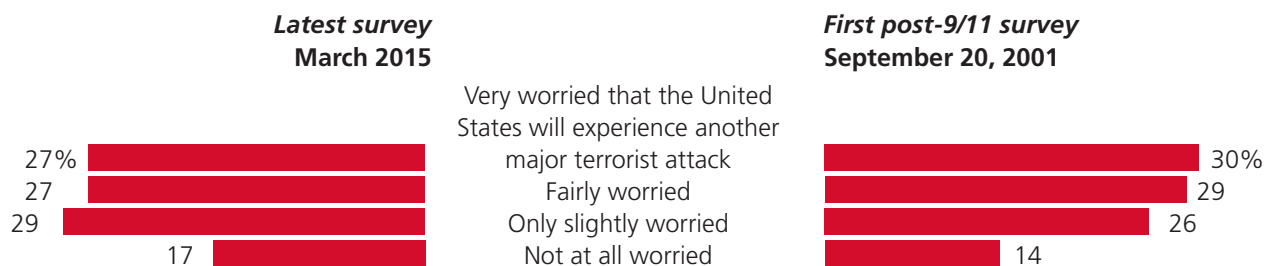 Latest survey
March 2015
First post-9/11 survey
September 20, 2001
Very worried that the United
States will experience another
27% major terrorist attack 30%
27 Fairly worried 29
29 Only slightly worried 26
17 Not at all worried 14